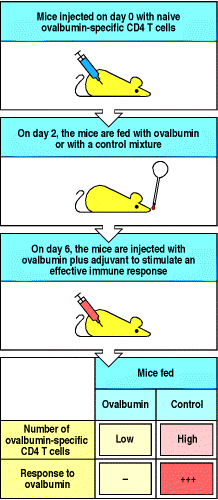 Mice injected on day 0 with naive
ovalbumin-specific CD4 T cells
On day 2, the mice are fed with ovalbumin
or with a control mixture
On day 6, the mice are injected with
ovalbumin plus adjuvant to stimulate an
effective immune response
Mice fed
Ovalbumin Control
Number of
ovalbumin-specific
CD4 T cells
Low High
Response to
ovalbumin
– +++